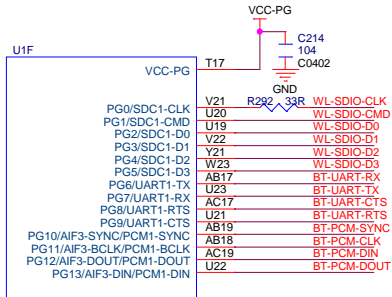 VCC-PG
C214
104
C0402
GND
U1F
VCC-PG T17
PG0/SDC1-CLK V21 R292 33R WL-SDIO-CLK
PG1/SDC1-CMD U20 WL-SDIO-CMD
PG2/SDC1-D0 U19 WL-SDIO-D0
PG3/SDC1-D1 V22 WL-SDIO-D1
PG4/SDC1-D2 Y21 WL-SDIO-D2
PG5/SDC1-D3 W23 WL-SDIO-D3
PG6/UART1-TX AB17 BT-UART-RX
PG7/UART1-RX U23 BT-UART-TX
PG8/UART1-RTS AC17 BT-UART-CTS
PG9/UART1-CTS U21 BT-UART-RTS
PG10/AIF3-SYNC/PCM1-SYNC AB19 BT-PCM-SYNC
PG11/AIF3-BCLK/PCM1-BCLK AB18 BT-PCM-CLK
PG12/AIF3-DOUT/PCM1-DOUT AC19 BT-PCM-DIN
PG13/AIF3-DIN/PCM1-DIN U22 BT-PCM-DOUT